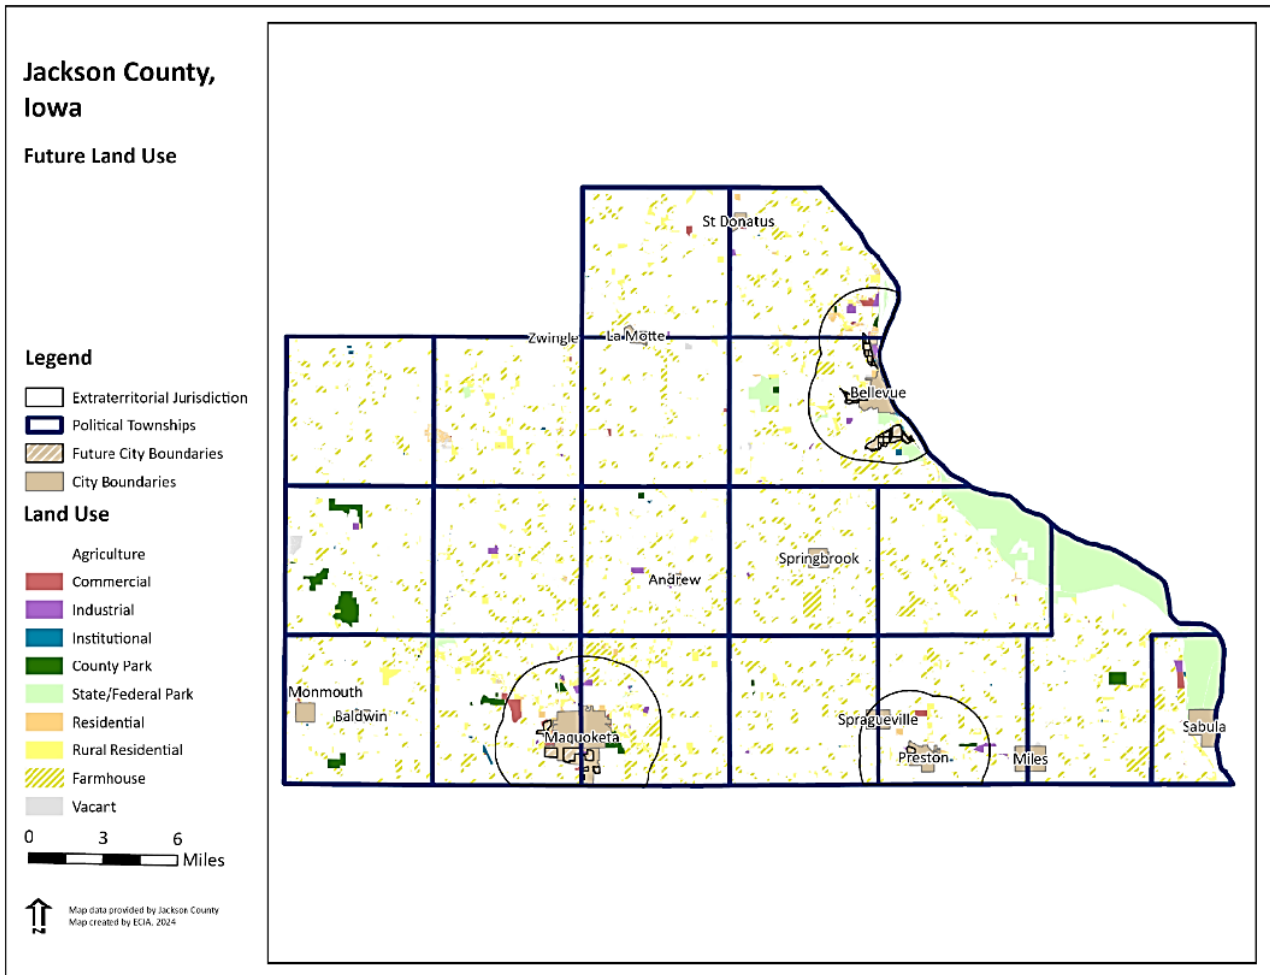 Jackson County,
Iowa
Future Land Use
Legend
Extraterritorial Jurisdiction
Political Townships
Future City Boundaries
City Boundaries
Land Use
Agriculture
Commercial
Industrial
Institutional
County Park
State/Federal Park
Residential
Rural Residential
Farmhouse
Vacart
0 3 6
Miles
N
Map data provided by Jackson County
Map created by ECIA, 2024
St Donatus
Zwingle
La Motte
Bellevue
Springbrook
Andrew
Monmouth
Baldwin
Maquoketa
Spragueville
Preston
Miles
Sabula